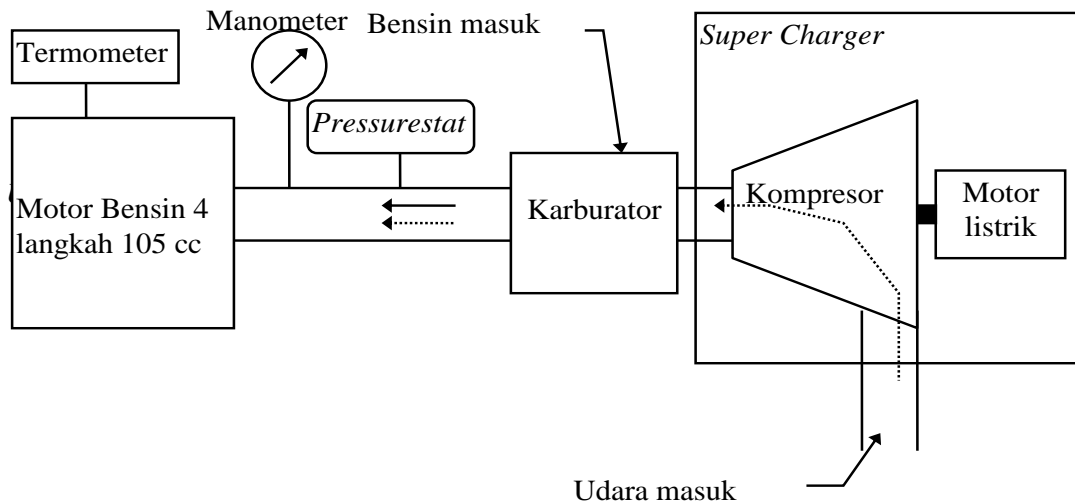 Manometer
Bensin masuk
Super Charger
Termometer
Pressurestat
Motor Bensin 4
langkah 105 cc
Karburator
Kompresor
Motor
listrik
Udara masuk